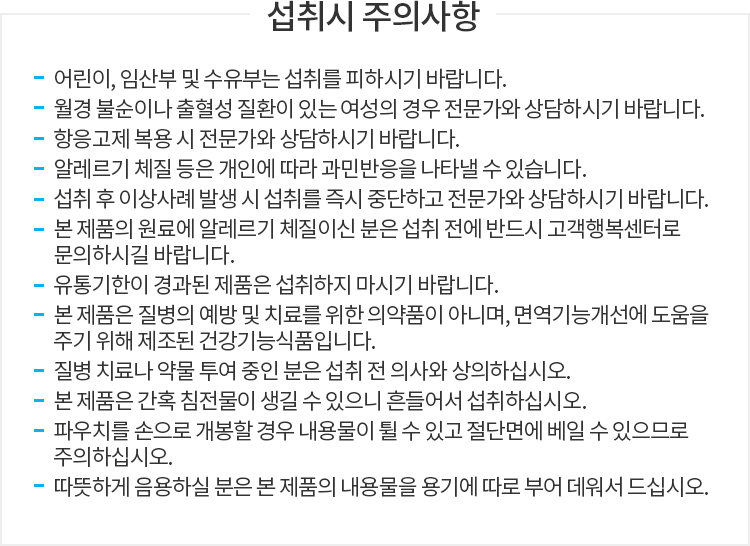 섭취시 주의사항
- 어린이, 임산부 및 수유부는 섭취를 피하시기 바랍니다.
- 월경 불순이나 출혈성 질환이 있는 여성의 경우 전문가와 상담하시기 바랍니다.
- 항응고제 복용 시 전문가와 상담하시기 바랍니다.
- 알레르기 체질 등은 개인에 따라 과민반응을 나타낼 수 있습니다.
- 섭취 후 이상사례 발생 시 섭취를 즉시 중단하고 전문가와 상담하시기 바랍니다.
- 본 제품의 원료에 알레르기 체질이신 분은 섭취 전에 반드시 고객행복센터로
문의하시길 바랍니다.
- 유통기한이 경과된 제품은 섭취하지 마시기 바랍니다.
- 본 제품은 질병의 예방 및 치료를 위한 의약품이 아니며, 면역기능개선에 도움을
주기 위해 제조된 건강기능식품입니다.
- 질병 치료나 약물 투여 중인 분은 섭취 전 의사와 상의하십시오.
- 본 제품은 간혹 침전물이 생길 수 있으니 흔들어서 섭취하십시오.
- 파우치를 손으로 개봉할 경우 내용물이 튈 수 있고 절단면에 베일 수 있으므로
주의하십시오.
- 따뜻하게 음용하실 분은 본 제품의 내용물을 용기에 따로 부어 데워서 드십시오.